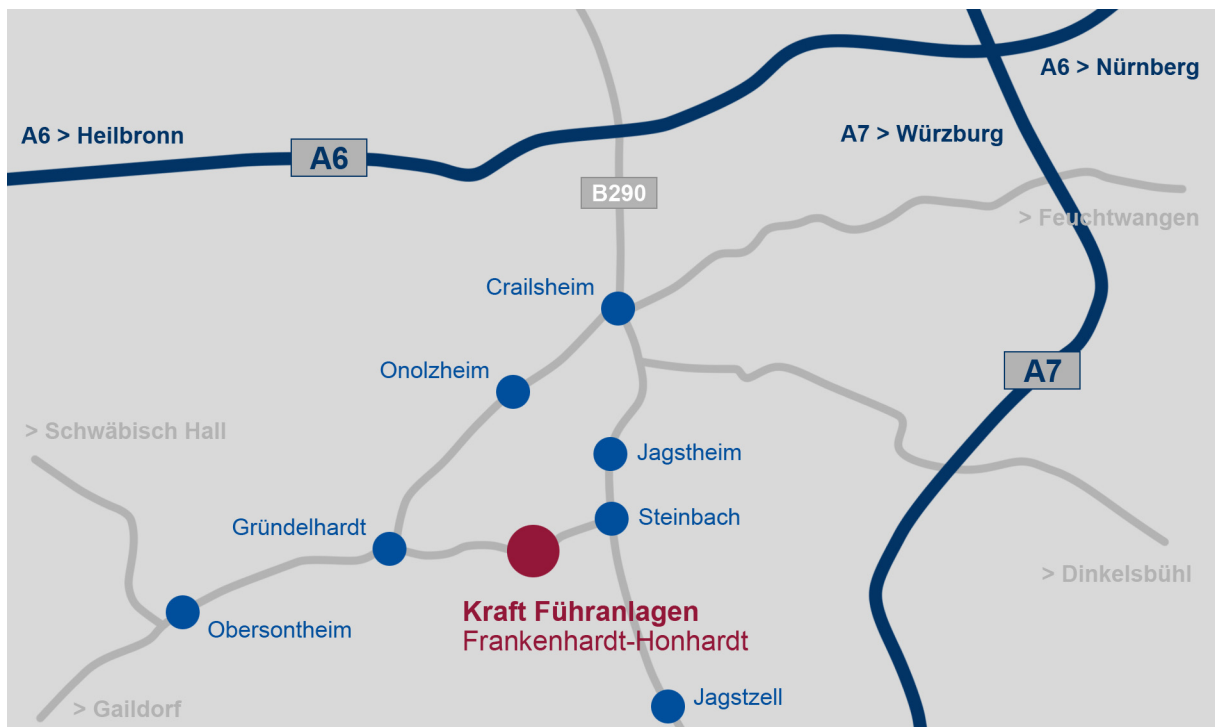 A6 > Nürnberg
A6 > Heilbronn
A7 > Würzburg
A6
B290
> Feuchtwangen
Crailsheim
Onolzheim
A7
> Schwäbisch Hall
Jagstheim
Steinbach
Gründelhardt
> Dinkelsbühl
Kraft Führanlagen
Frankenhardt-Honhardt
Obersontheim
Jagstzell
> Gaildorf